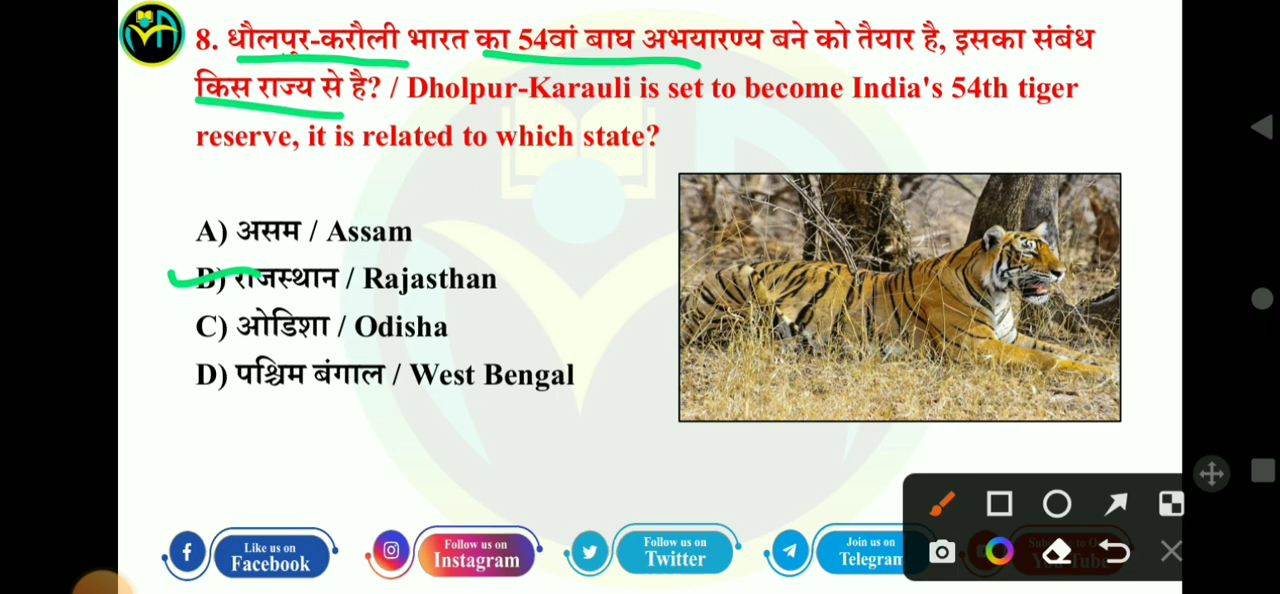 8. धौलपुर-करौली भारत का 54वां बाघ अभयारण्य बने को तैयार है, इसका संबंध
किस राज्य से है? / Dholpur-Karauli is set to become India's 54th tiger
reserve, it is related to which state?
A) असम / Assam
B) राजस्थान / Rajasthan
C) ओडिशा / Odisha
D) पश्चिम बंगाल / West Bengal
Like us on
Facebook
Follow us on
Instagram
Follow us on
Twitter
Join us on
Telegram